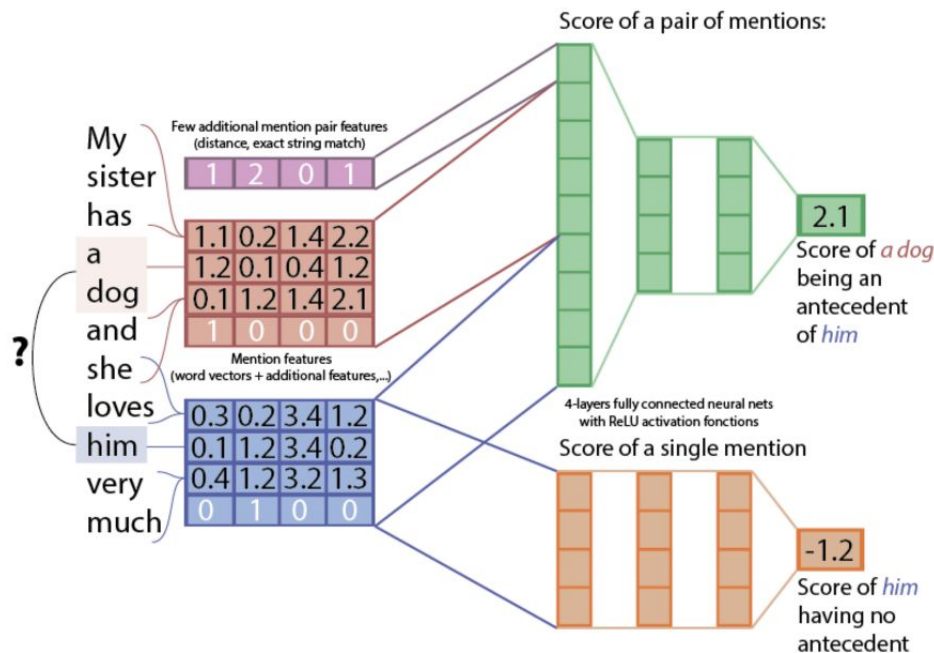 Score of a pair of mentions:
My
sister
has
a
dog
and
she
loves
him
very
much
?
Few additional mention pair features
(distance, exact string match)
1 2 0 1
1.1 0.2 1.4 2.2
1.2 0.1 0.4 1.2
0.1 1.2 1.4 2.1
1 0 0 0
Mention features
(word vectors + additional features,...)
0.3 0.2 3.4 1.2
0.1 1.2 3.4 0.2
0.4 1.2 3.2 1.3
0 1 0 0
2.1
Score of a dog
being an
antecedent
of him
4-layers fully connected neural nets
with ReLU activation fonctions
Score of a single mention
-1.2
Score of him
having no
antecedent